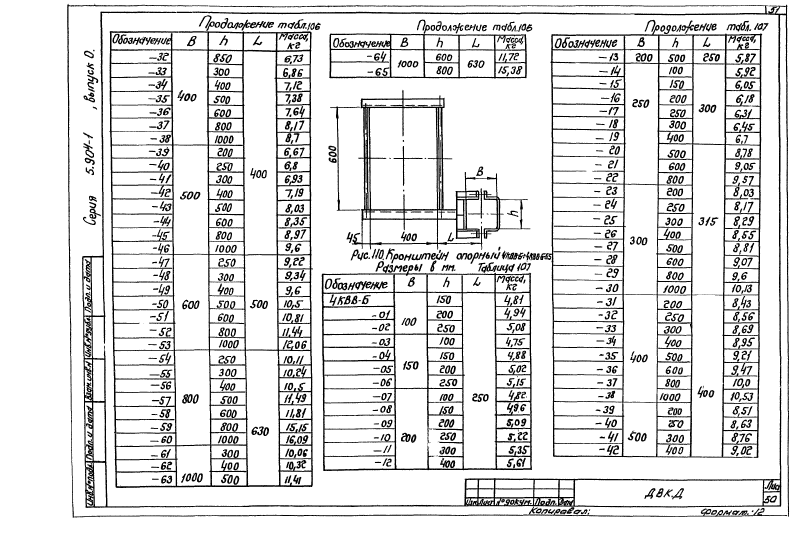 51
Серия 5.904-1, выпуск 0.
Продолжение табл.106
Обозначение B h L Масса, кг
-32 400 850 400 6,73
-33 300 6,86
-34 400 7,12
-35 500 7,38
-36 600 7,64
-37 800 8,17
-38 1000 8,7
-39 500 200 6,67
-40 250 6,8
-41 300 6,93
-42 400 7,19
-43 500 8,03
-44 600 8,35
-45 800 8,97
-46 1000 9,6
-47 600 250 500 9,22
-48 300 9,34
-49 400 9,6
-50 500 10,5
-51 600 10,81
-52 800 11,44
-53 1000 12,06
-54 800 250 630 10,11
-55 300 10,24
-56 400 10,5
-57 500 11,49
-58 600 11,81
-59 800 15,15
-60 1000 16,09
-61 1000 300 10,06
-62 400 10,32
-63 500 11,41
Продолжение табл.106
Обозначение B h L Масса, кг
-64 1000 600 630 11,72
-65 800 15,38
600
45 400 L
B
h
Рис.110. Кронштейн опорный
Размеры в мм. Таблица 107
Обозначение B h L Масса, кг
4КВВ-Б 100 150 250 4,81
-01 200 4,94
-02 250 5,08
-03 150 100 4,75
-04 150 4,88
-05 200 5,02
-06 250 5,15
-07 200 100 4,82
-08 150 4,96
-09 200 5,09
-10 250 5,22
-11 300 5,35
-12 400 5,61
Продолжение табл. 107
Обозначение B h L Масса, кг
-13 200 500 250 5,87
-14 250 100 300 5,92
-15 150 6,05
-16 200 6,18
-17 250 6,31
-18 300 6,45
-19 400 6,7
-20 500 315 8,78
-21 600 9,05
-22 800 9,57
-23 300 200 8,03
-24 250 8,17
-25 300 8,29
-26 400 8,55
-27 500 8,81
-28 600 9,07
-29 800 9,6
-30 1000 10,13
-31 400 200 400 8,43
-32 250 8,56
-33 300 8,69
-34 400 8,95
-35 500 9,21
-36 600 9,47
-37 800 10,0
-38 1000 10,53
-39 500 200 8,51
-40 250 8,63
-41 300 8,76
-42 400 9,02
Инв.№подл. Подп. и дата Взам.инв.№ Инв.№дубл. Подп. и дата
Изм. Лист № докум. Подп. Дата
ДВКД
Лист
50
Копировал: Формат-12